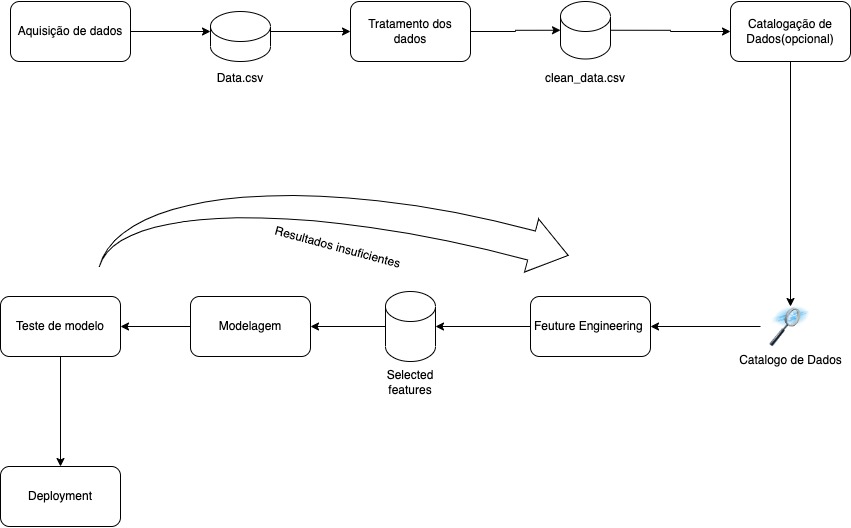 Aquisição de dados
Tratamento dos
dados
Catalogação de
Dados(opcional)
Data.csv
clean_data.csv
Resultados insuficientes
Teste de modelo
Modelagem
Feuture Engineering
Selected
features
Catalogo de Dados
Deployment